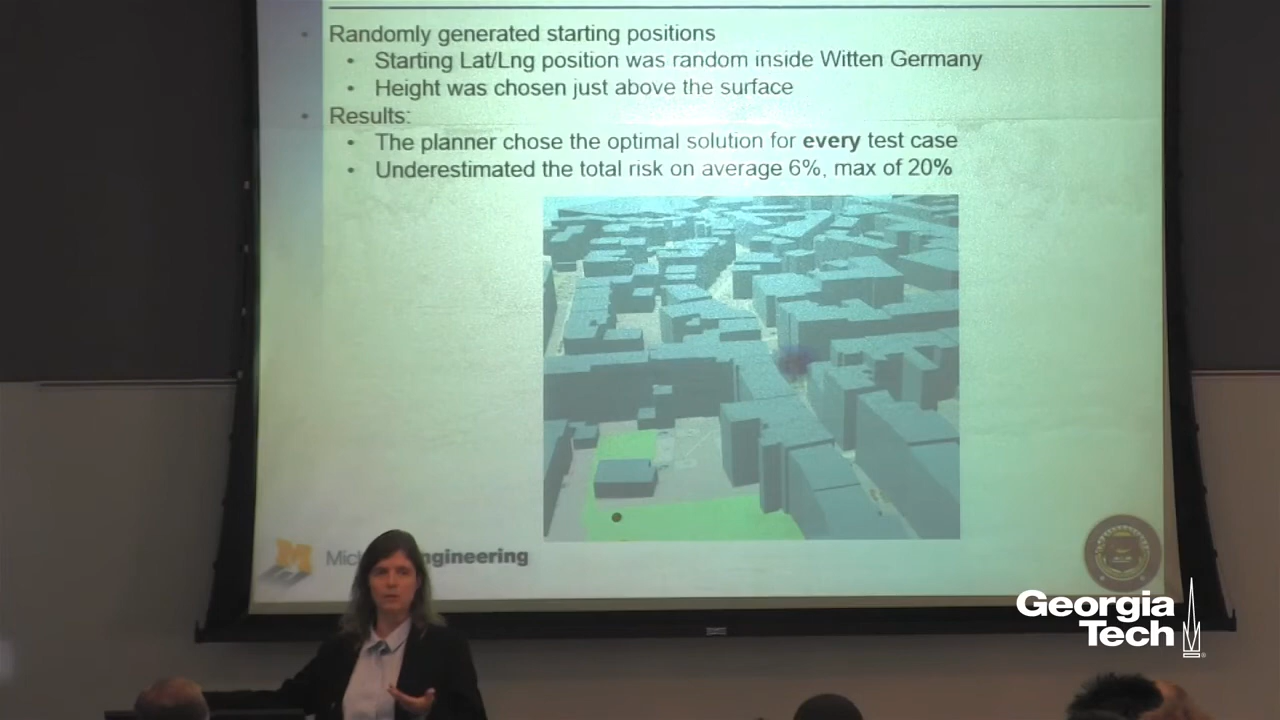 Randomly generated starting positions
Starting Lat/Lng position was random inside Witten Germany
Height was chosen just above the surface
Results:
The planner chose the optimal solution for every test case
Underestimated the total risk on average 6%, max of 20%
M
Georgia
Tech